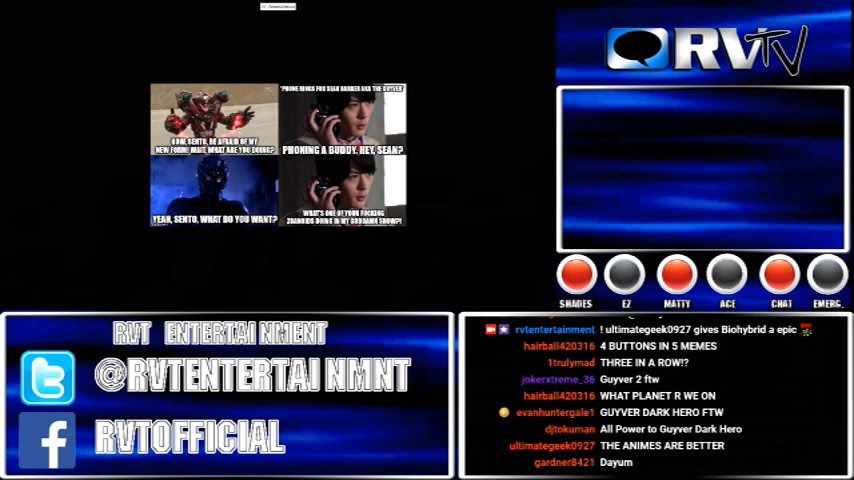 RVTV
NOW, SENTO, BE AFRAID OF MY
NEW FORM! WAIT, WHAT ARE YOU DOING?
*PHONE RINGS FOR SEAN BARKER AKA THE GUYVER*
PHONING A BUDDY. HEY, SEAN?
YEAH, SENTO, WHAT DO YOU WANT?
WHAT'S ONE OF YOUR FUCKING
ZOANOIDS DOING IN MY GODDAMN SHOW?!
SHADES EZ MATTY ACE CHAT EMERG.
RVT ENTERTAINMENT
@RVTENTERTAINMNT
RVTOFFICIAL
rvtentertainment ! ultimategeek0927 gives Biohybrid a epic
hairball420316 4 BUTTONS IN 5 MEMES
1trulymad THREE IN A ROW!?
jokerxtreme_36 Guyver 2 ftw
hairball420316 WHAT PLANET R WE ON
evanhuntergale1 GUYVER DARK HERO FTW
djtokuman All Power to Guyver Dark Hero
ultimategeek0927 THE ANIMES ARE BETTER
gardner8421 Dayum